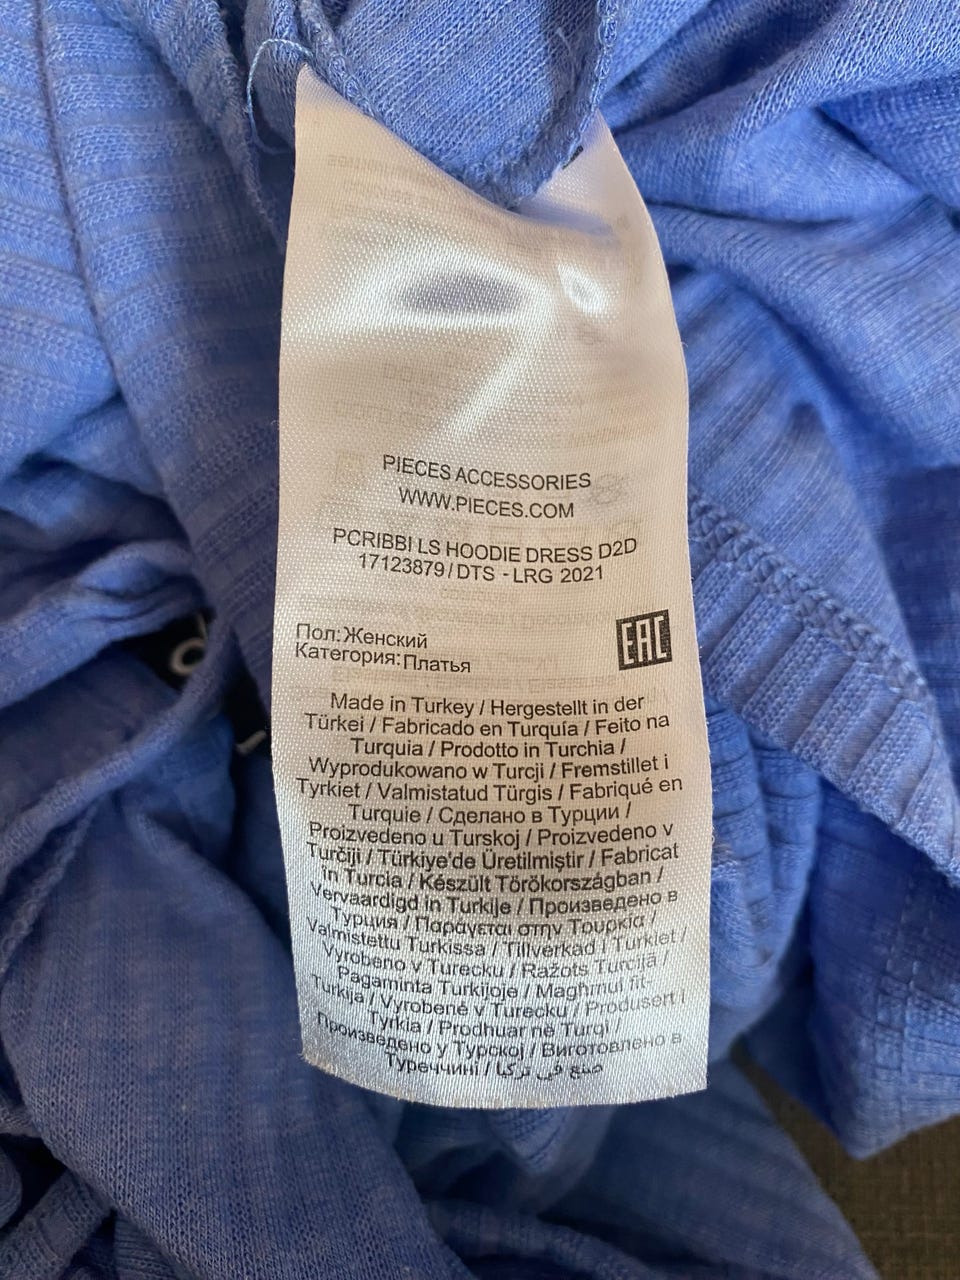 PIECES ACCESSORIES
WWW.PIECES.COM
PCRIBBI LS HOODIE DRESS D2D
17123879/DTS - LRG 2021
Пол: Женский
Категория: Платья
EAC
Made in Turkey / Hergestellt in der
Türkei / Fabricado en Turquía / Feito na
Turquia / Prodotto in Turchia /
Wyprodukowano w Turcji / Fremstillet i
Tyrkiet / Valmistatud Türgis / Fabriqué en
Turquie / Сделано в Турции /
Proizvedeno u Turskoj / Proizvedeno v
Turčiji / Türkiye'de Üretilmiştir / Fabricat
în Turcia / Készült Törökországban /
Vervaardigd in Turkije / Произведено в
Турция / Παράγεται στην Τουρκία /
Valmistettu Turkissa / Tillverkad i Turkiet /
Vyrobeno v Turecku / Ražots Turcijā /
Pagaminta Turkijoje / Magħmul fit-
Turkija / Vyrobené v Turecku / Produsert i
Tyrkia / Prodhuar në Turqi /
Произведено у Турској / Виготовлено в
Туреччині / صنع في تركيا